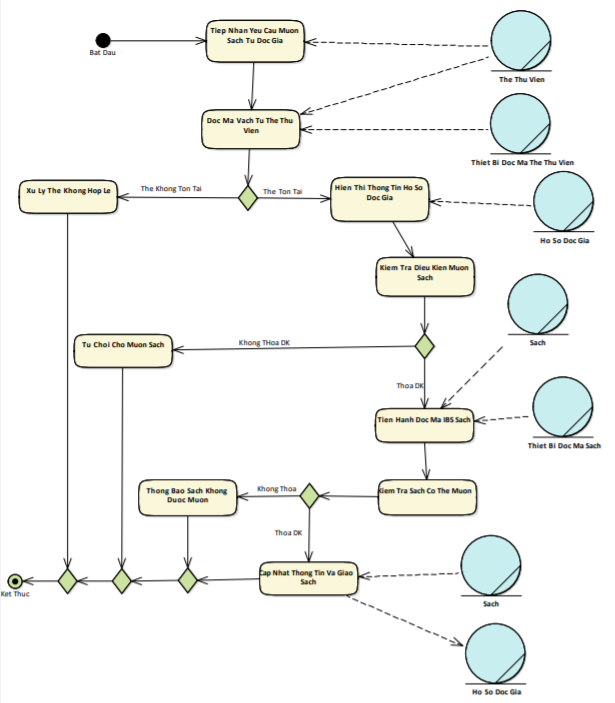 Tiep Nhan Yeu Cau Muon
Sach Tu Doc Gia
Bat Dau
The Thu Vien
Doc Ma Vach Tu The Thu
Vien
Thiet Bi Doc Ma The Thu Vien
Xu Ly The Khong Hop Le
The Khong Ton Tai
The Ton Tai
Hien Thi Thong Tin Ho So
Doc Gia
Ho So Doc Gia
Kiem Tra Dieu Kien Muon
Sach
Sach
Tu Choi Cho Muon Sach
Khong THoa DK
Thoa DK
Tien Hanh Doc Ma IBS Sach
Thiet Bi Doc Ma Sach
Thong Bao Sach Khong
Duoc Muon
Khong Thoa
Kiem Tra Sach Co The Muon
Thoa DK
Cap Nhat Thong Tin Va Giao
Sach
Ket Thuc
Sach
Ho So Doc Gia